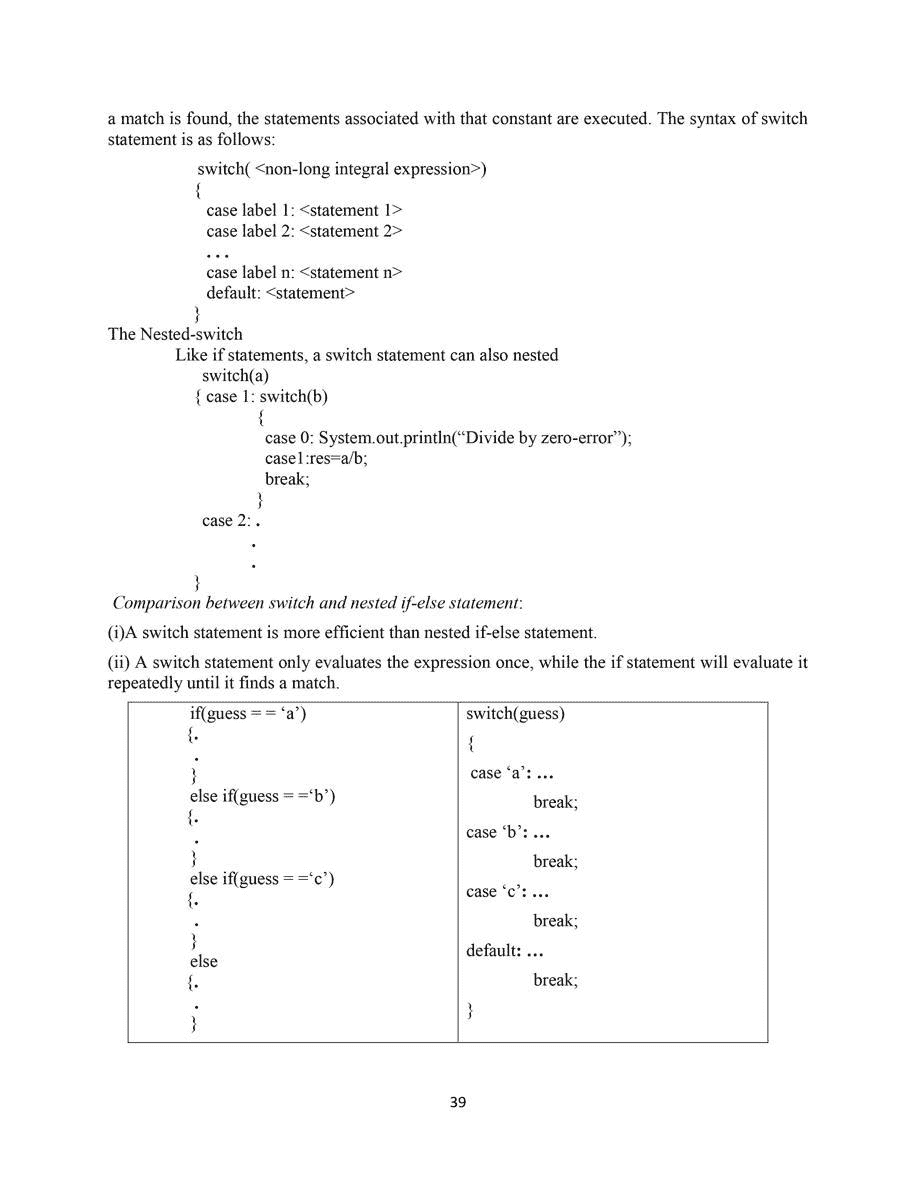 a match is found, the statements associated with that constant are executed. The syntax of switch
statement is as follows:
switch( <non-long integral expression>)
{
case label 1: <statement 1>
case label 2: <statement 2>
. . .
case label n: <statement n>
default: <statement>
}
The Nested-switch
Like if statements, a switch statement can also nested
switch(a)
{ case 1: switch(b)
{
case 0: System.out.println(“Divide by zero-error”);
case1:res=a/b;
break;
}
case 2: .
.
.
}
Comparison between switch and nested if-else statement:
(i)A switch statement is more efficient than nested if-else statement.
(ii) A switch statement only evaluates the expression once, while the if statement will evaluate it
repeatedly until it finds a match.
if(guess = = ‘a’)
{.
.
}
else if(guess = =‘b’)
{.
.
}
else if(guess = =‘c’)
{.
.
}
else
{.
.
}
switch(guess)
{
case ‘a’: …
break;
case ‘b’: …
break;
case ‘c’: …
break;
default: …
break;
}
39